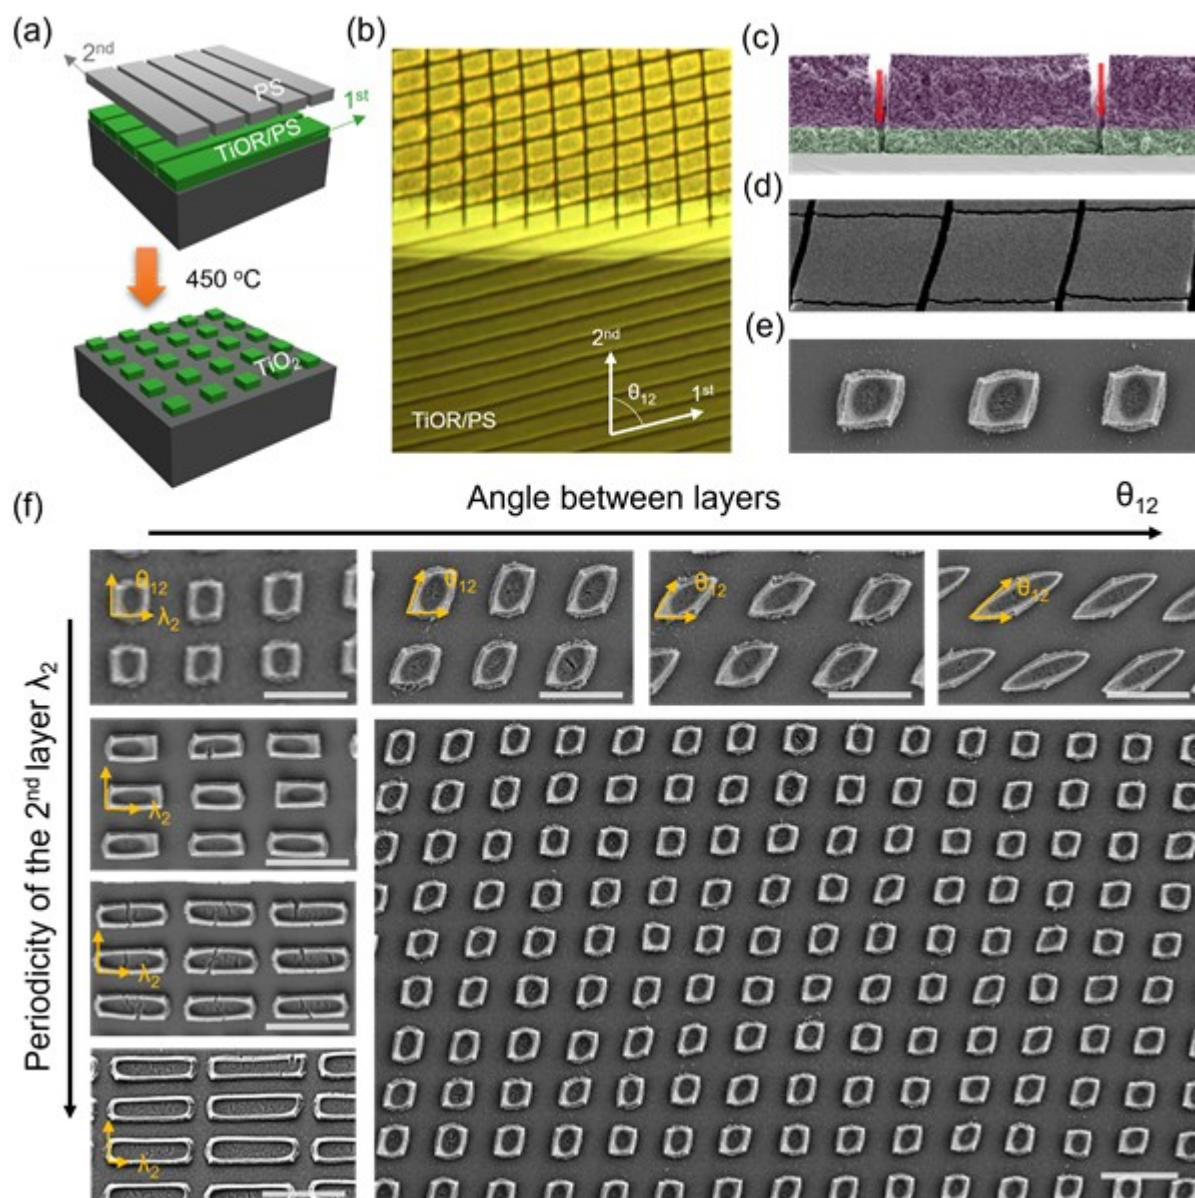 (a)
2nd
PS
1st
TiOR/PS
450 °C
TiO2
(b)
2nd
θ12
1st
TiOR/PS
(c)
(d)
(e)
(f)
Angle between layers
θ12
Periodicity of the 2nd layer λ2
θ12
λ2
θ12
θ12
θ12
λ2
λ2
λ2